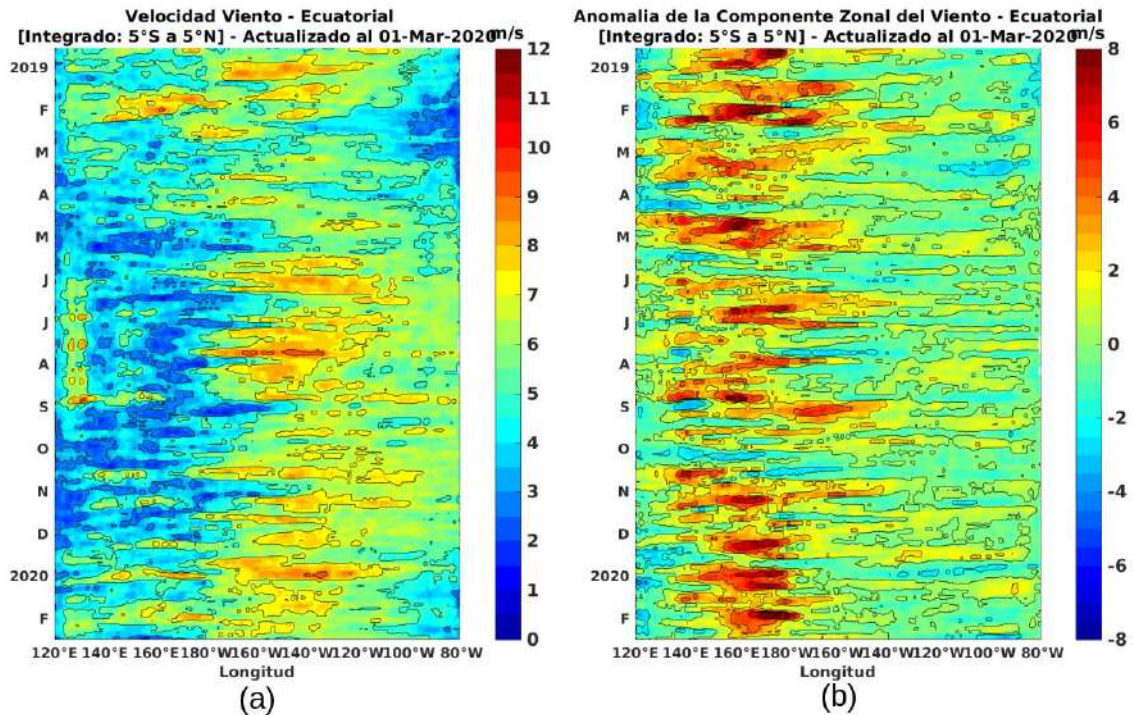 Velocidad Viento - Ecuatorial
[Integrado: 5°S a 5°N] - Actualizado al 01-Mar-2020
m/s
12
11
10
9
8
7
6
5
4
3
2
1
0
2019
F
M
A
M
J
J
A
S
O
N
D
2020
F
120°E 140°E 160°E 180°W 160°W 140°W 120°W 100°W 80°W
Longitud
(a)
Anomalia de la Componente Zonal del Viento - Ecuatorial
[Integrado: 5°S a 5°N] - Actualizado al 01-Mar-2020
m/s
8
6
4
2
0
-2
-4
-6
-8
2019
F
M
A
M
J
J
A
S
O
N
D
2020
F
120°E 140°E 160°E 180°W 160°W 140°W 120°W 100°W 80°W
Longitud
(b)